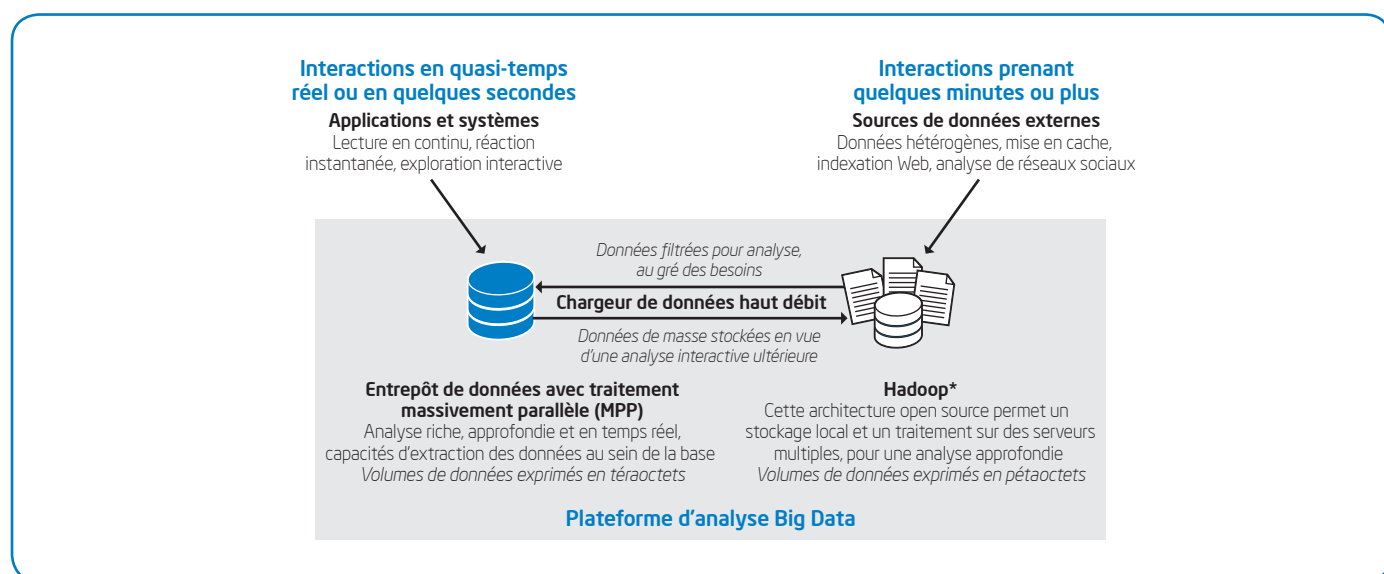 Interactions en quasi-temps
réel ou en quelques secondes
Applications et systèmes
Lecture en continu, réaction
instantanée, exploration interactive
Interactions prenant
quelques minutes ou plus
Sources de données externes
Données hétérogènes, mise en cache,
indexation Web, analyse de réseaux sociaux
Données filtrées pour analyse,
au gré des besoins
Chargeur de données haut débit
Données de masse stockées en vue
d'une analyse interactive ultérieure
Entrepôt de données avec traitement
massivement parallèle (MPP)
Analyse riche, approfondie et en temps réel,
capacités d'extraction des données au sein de la base
Volumes de données exprimés en téraoctets
Hadoop*
Cette architecture open source permet un
stockage local et un traitement sur des serveurs
multiples, pour une analyse approfondie
Volumes de données exprimés en pétaoctets
Plateforme d'analyse Big Data